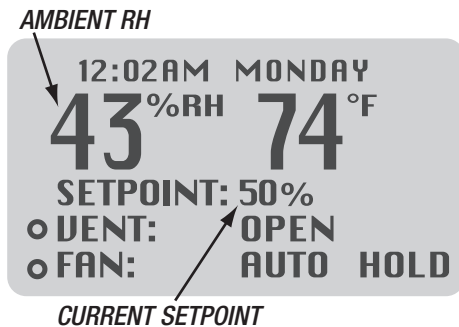 AMBIENT RH
12:02AM MONDAY
43%RH 74°F
SETPOINT: 50%
VENT: OPEN
FAN: AUTO HOLD
CURRENT SETPOINT